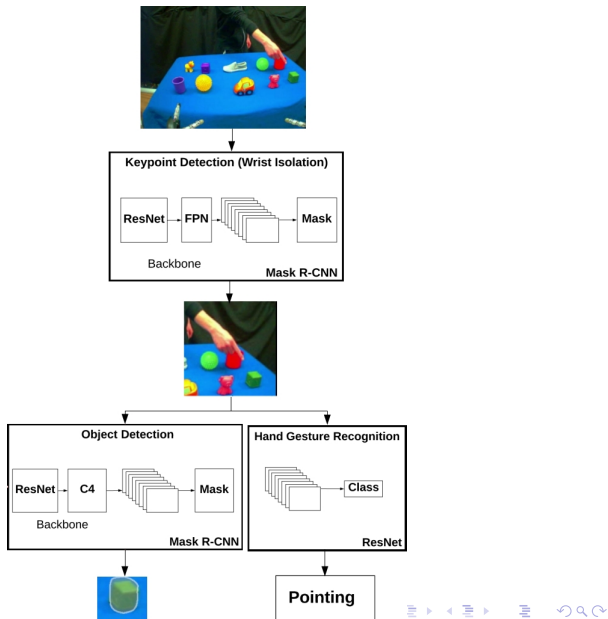 Keypoint Detection (Wrist Isolation)
ResNet
FPN
Mask
Backbone
Mask R-CNN
Object Detection
ResNet
C4
Mask
Backbone
Mask R-CNN
Hand Gesture Recognition
Class
ResNet
Pointing